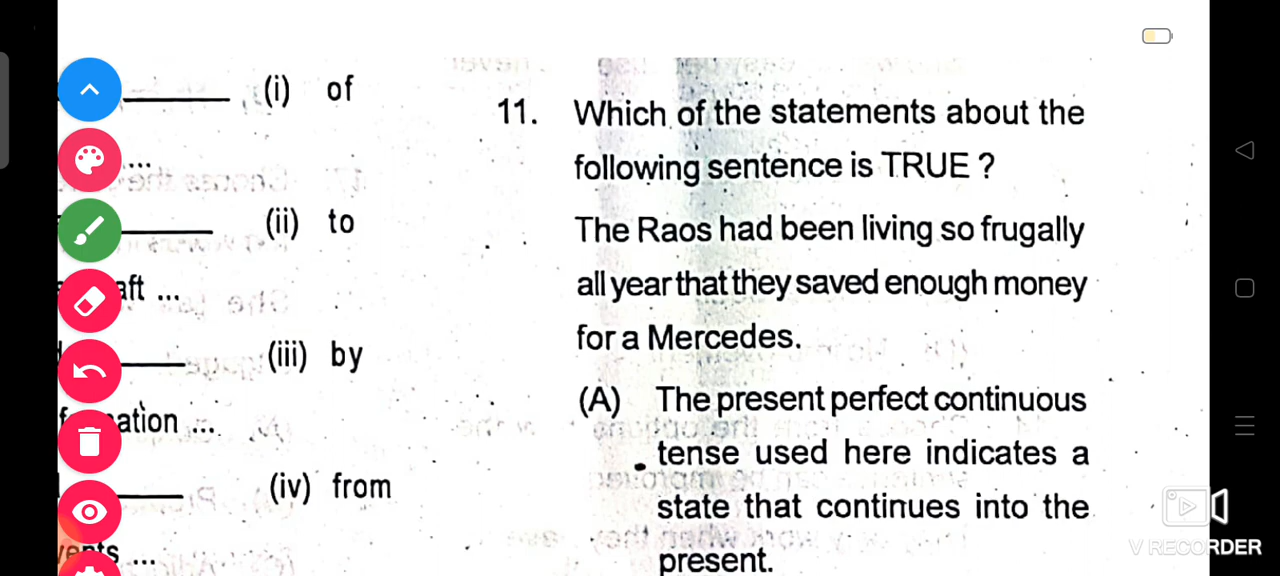 (i) of
...
(ii) to
aft ...
(iii) by
ation ...
(iv) from
...
11. Which of the statements about the
following sentence is TRUE ?
The Raos had been living so frugally
all year that they saved enough money
for a Mercedes.
(A) The present perfect continuous
tense used here indicates a
state that continues into the
present.
V RECORDER